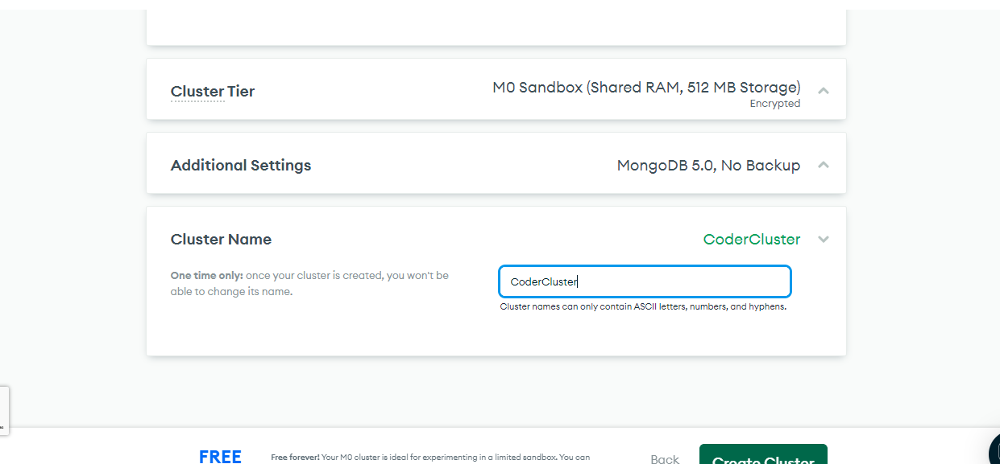 Cluster Tier
M0 Sandbox (Shared RAM, 512 MB Storage)
Encrypted
Additional Settings
MongoDB 5.0, No Backup
Cluster Name
CoderCluster
One time only: once your cluster is created, you won't be
able to change its name.
CoderCluster
Cluster names can only contain ASCII letters, numbers, and hyphens.
FREE
Free forever! Your M0 cluster is ideal for experimenting in a limited sandbox. You can
Back
Create Cluster